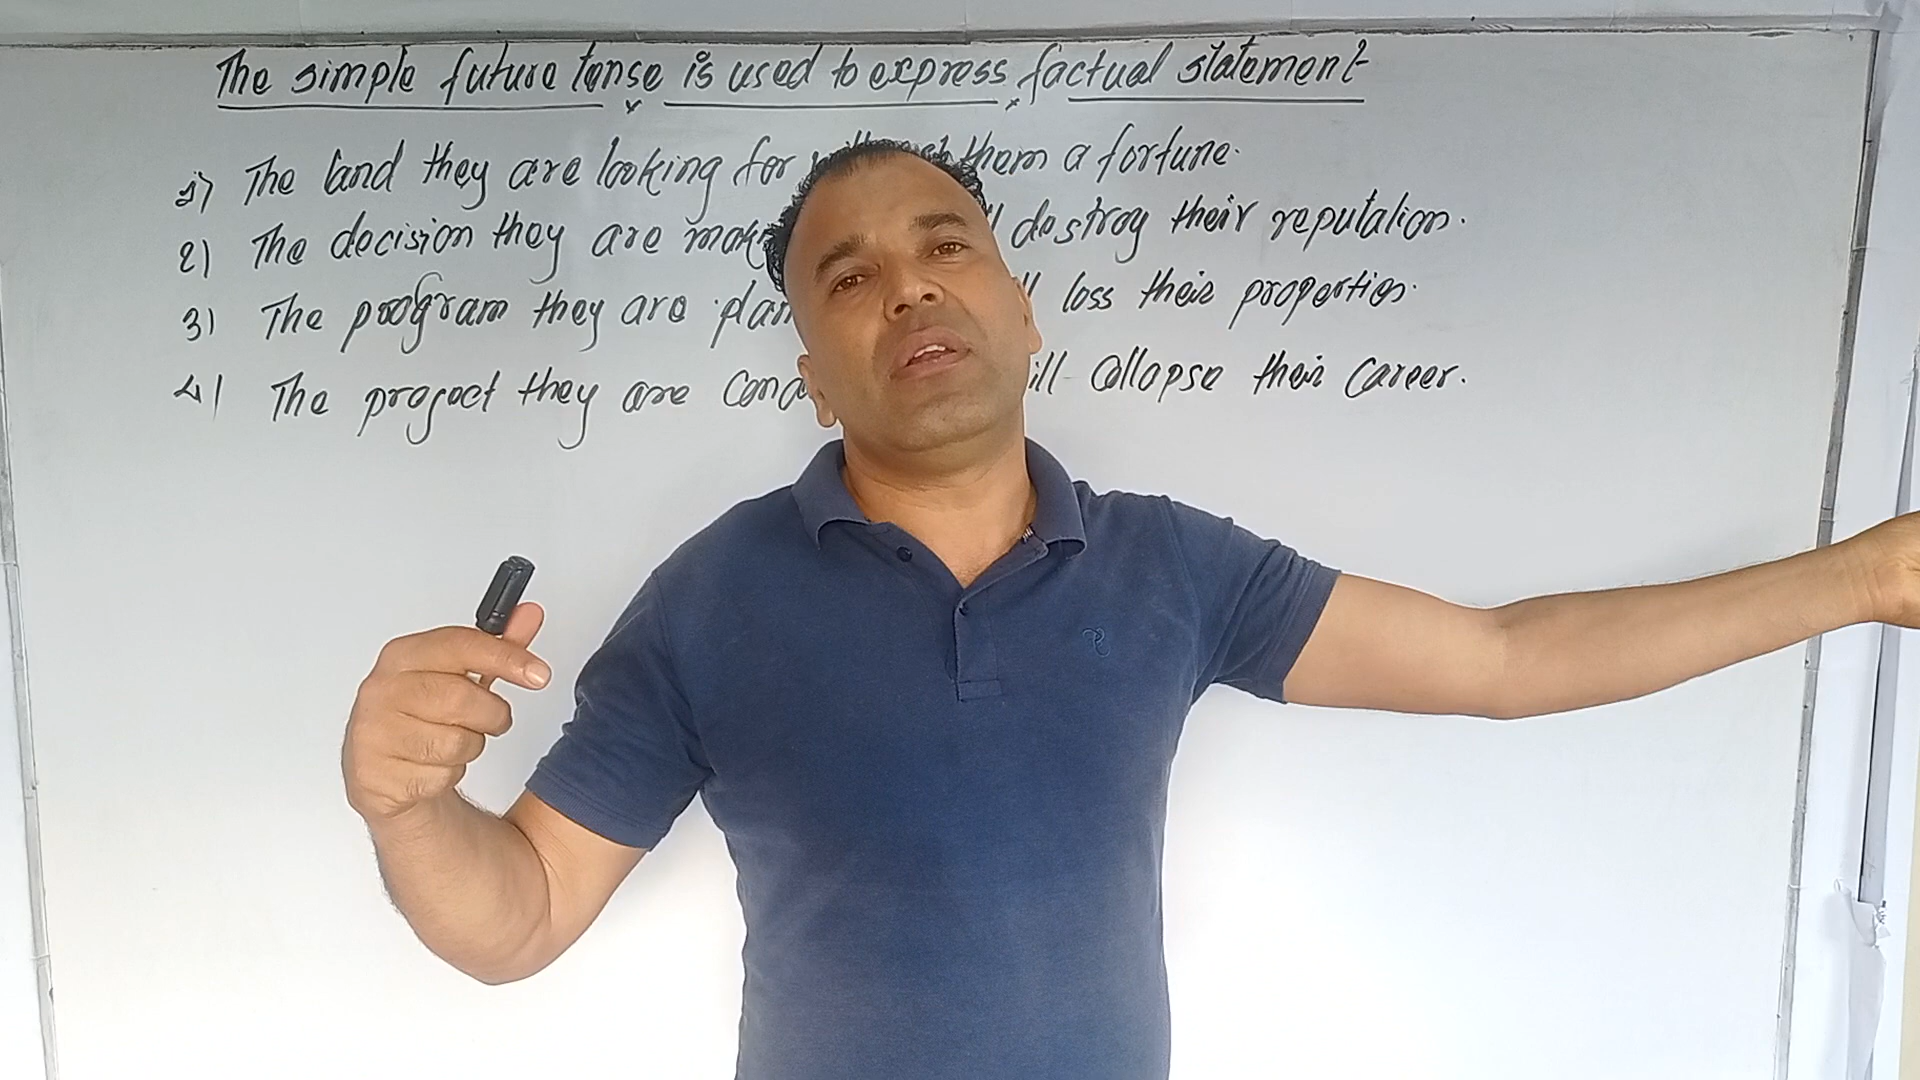 The simple future tense is used to express factual statement
1) The land they are looking for them a fortune.
2) The decision they are destroy their reputation.
3) The program they are loss their properties.
4) The project they are collapse their career.